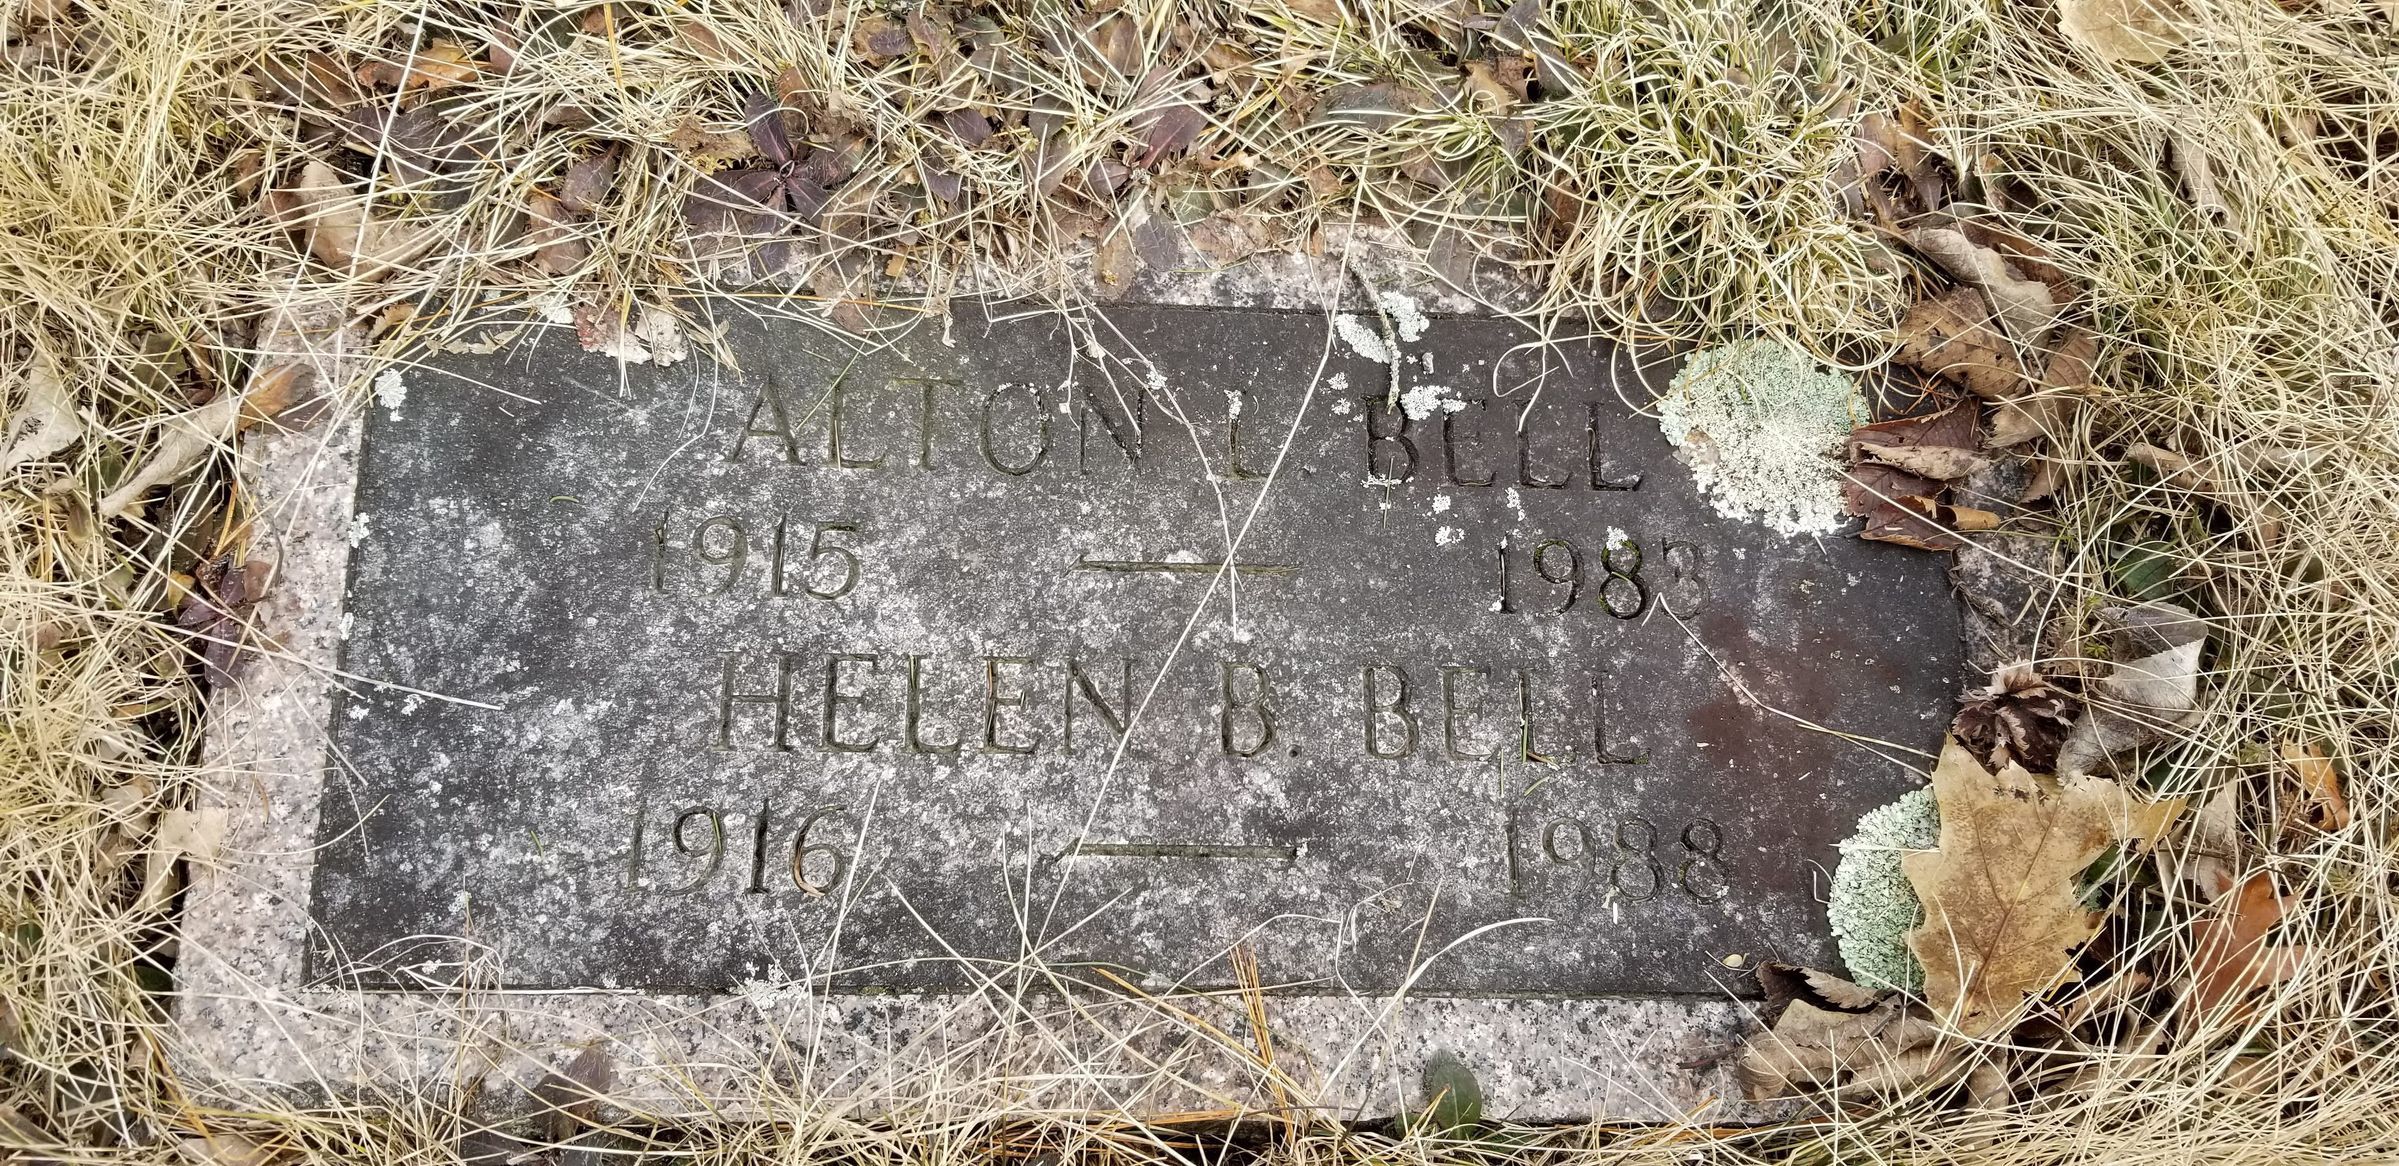 ALTON L. BELL
1915 — 1983
HELEN B. BELL
1916 — 1988